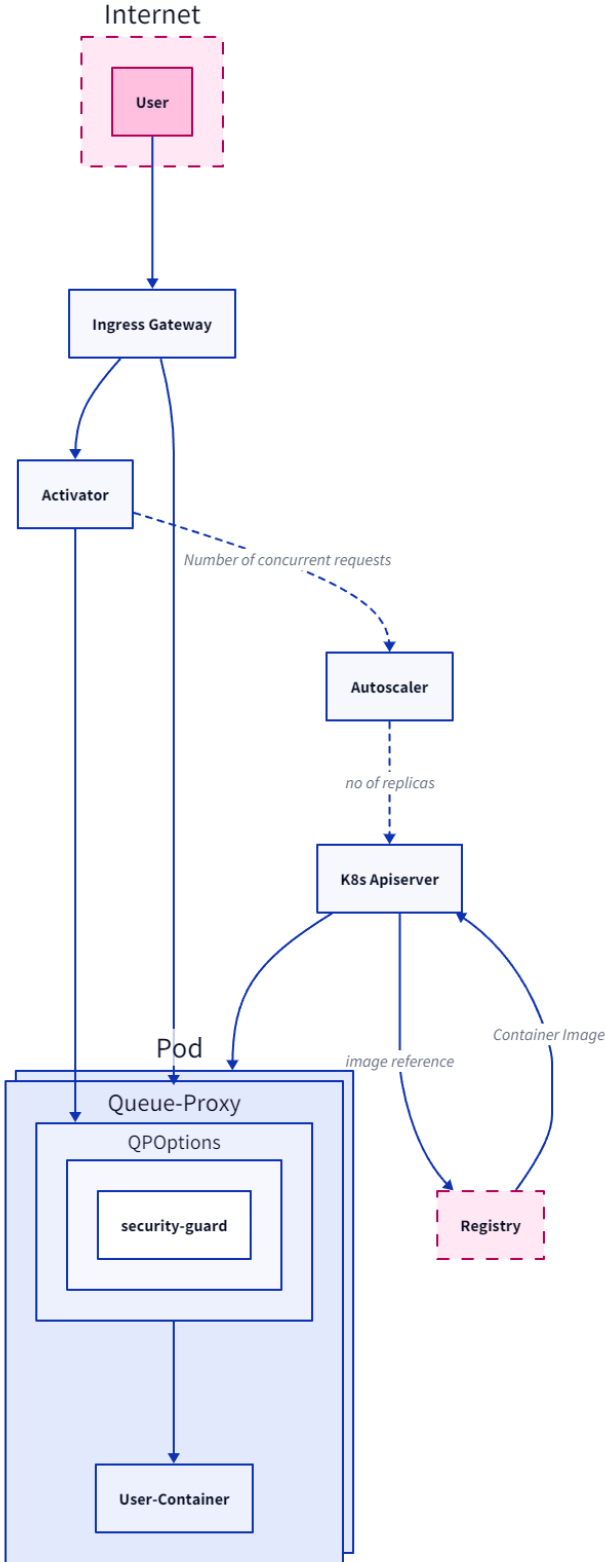 Internet
User
Ingress Gateway
Activator
Number of concurrent requests
Autoscaler
no of replicas
K8s Apiserver
Container Image
Pod
image reference
Queue-Proxy
QPOptions
security-guard
Registry
User-Container